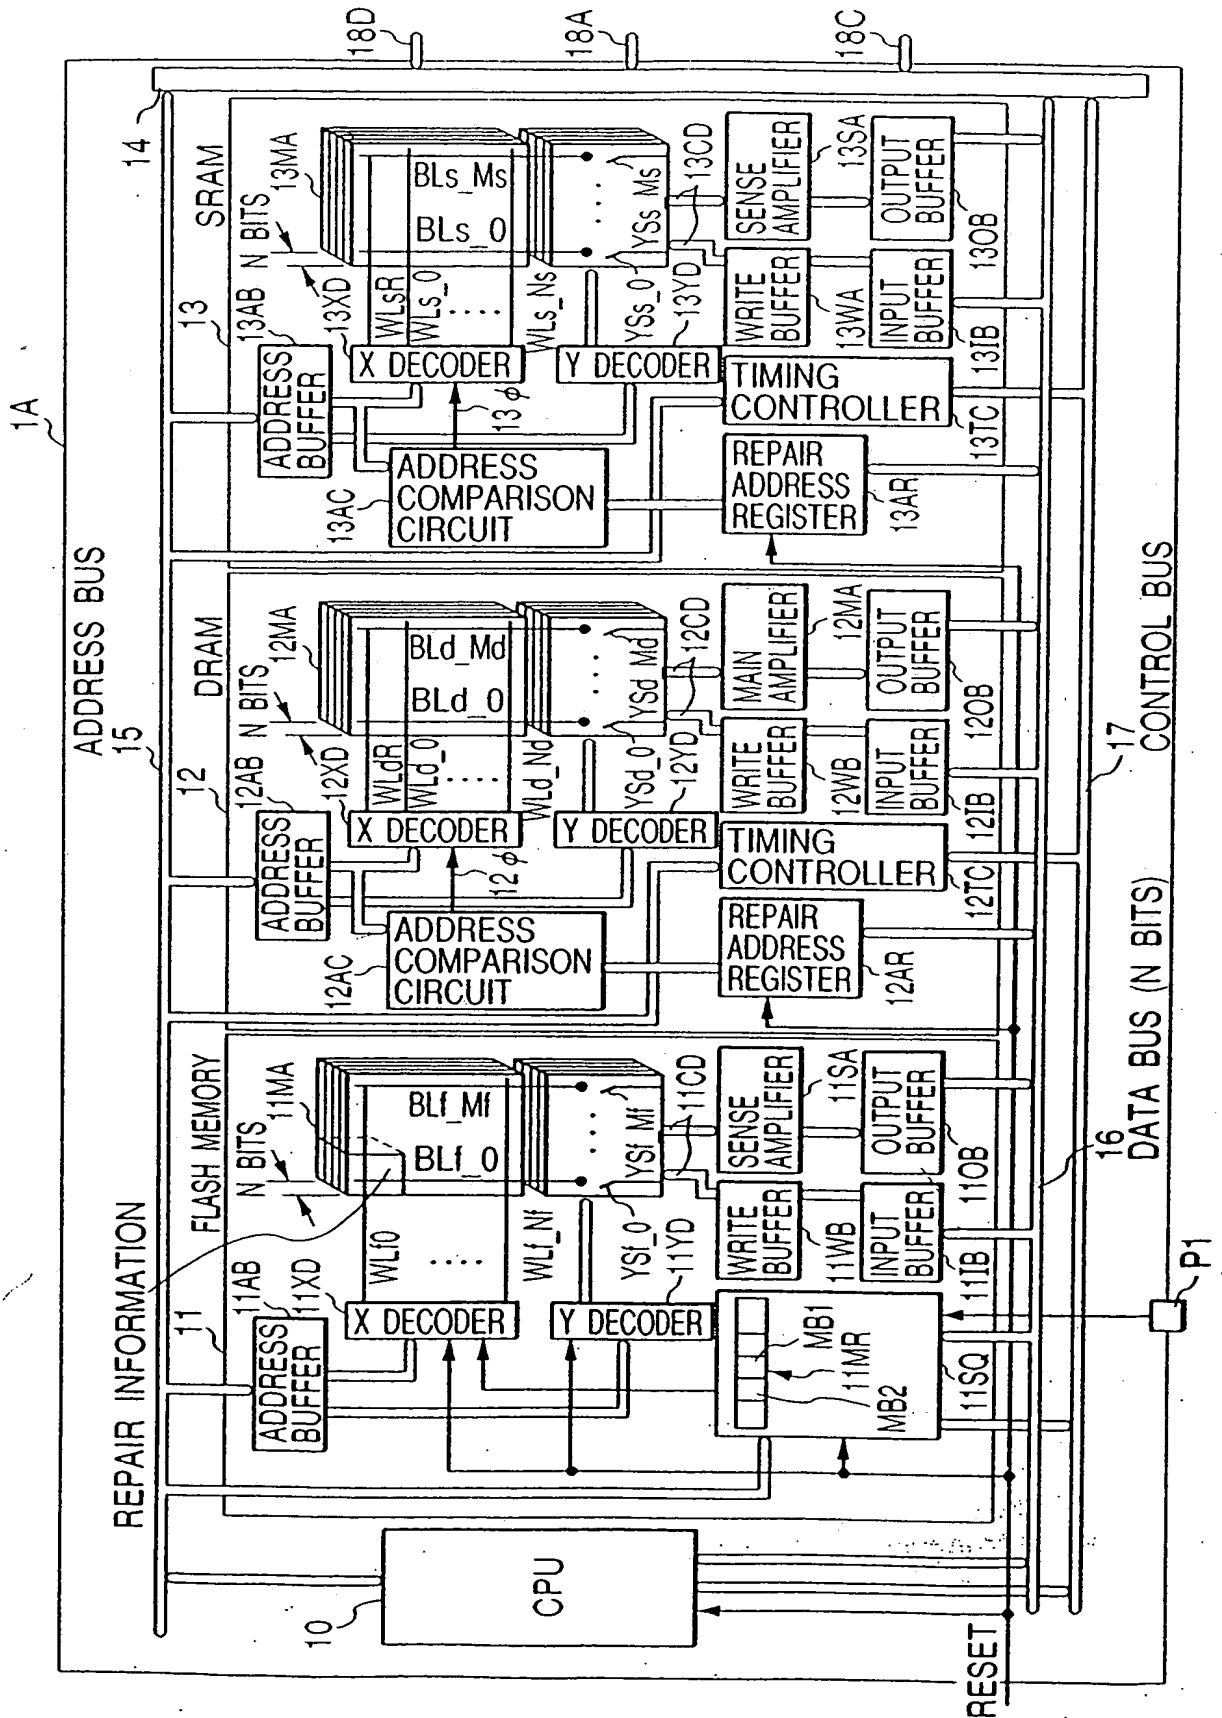 1A
ADDRESS BUS
15
14
18D
18A
18C
REPAIR INFORMATION
10
CPU
RESET
11
FLASH MEMORY
11AB
ADDRESS
BUFFER
11XD
X DECODER
N BITS
11MA
WLf0
WLf_Nf
BLf_Mf
BLf_0
YSf_0
YSf_Mf
11CD
11YD
Y DECODER
MB1
11MR
MB2
11SQ
WRITE
BUFFER
11WB
SENSE
AMPLIFIER
11SA
INPUT
BUFFER
11IB
OUTPUT
BUFFER
11OB
P1
12
DRAM
12AB
ADDRESS
BUFFER
12XD
X DECODER
N BITS
12MA
WLdR
WLd_0
WLd_Nd
BLd_Md
BLd_0
YSd_0
YSd_Md
12CD
12YD
Y DECODER
12ϕ
12AC
ADDRESS
COMPARISON
CIRCUIT
TIMING
CONTROLLER
12TC
REPAIR
ADDRESS
REGISTER
12AR
WRITE
BUFFER
12WB
MAIN
AMPLIFIER
12MA
INPUT
BUFFER
12IB
OUTPUT
BUFFER
12OB
13
SRAM
13AB
ADDRESS
BUFFER
13XD
X DECODER
N BITS
13MA
WLsR
WLs_0
WLs_Ns
BLs_Ms
BLs_0
YSs_0
YSs_Ms
13CD
13YD
Y DECODER
13ϕ
13AC
ADDRESS
COMPARISON
CIRCUIT
TIMING
CONTROLLER
13TC
REPAIR
ADDRESS
REGISTER
13AR
WRITE
BUFFER
13WA
SENSE
AMPLIFIER
13SA
INPUT
BUFFER
13IB
OUTPUT
BUFFER
13OB
16
DATA BUS (N BITS)
17
CONTROL BUS